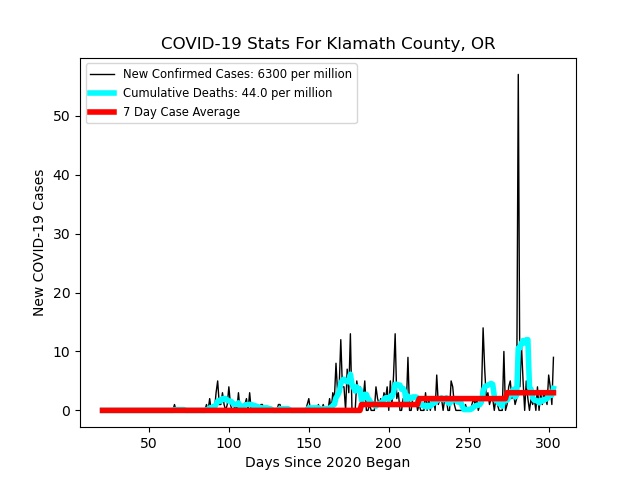 COVID-19 Stats For Klamath County, OR
New Confirmed Cases: 6300 per million
Cumulative Deaths: 44.0 per million
7 Day Case Average
New COVID-19 Cases
50
40
30
20
10
0
50 100 150 200 250 300
Days Since 2020 Began